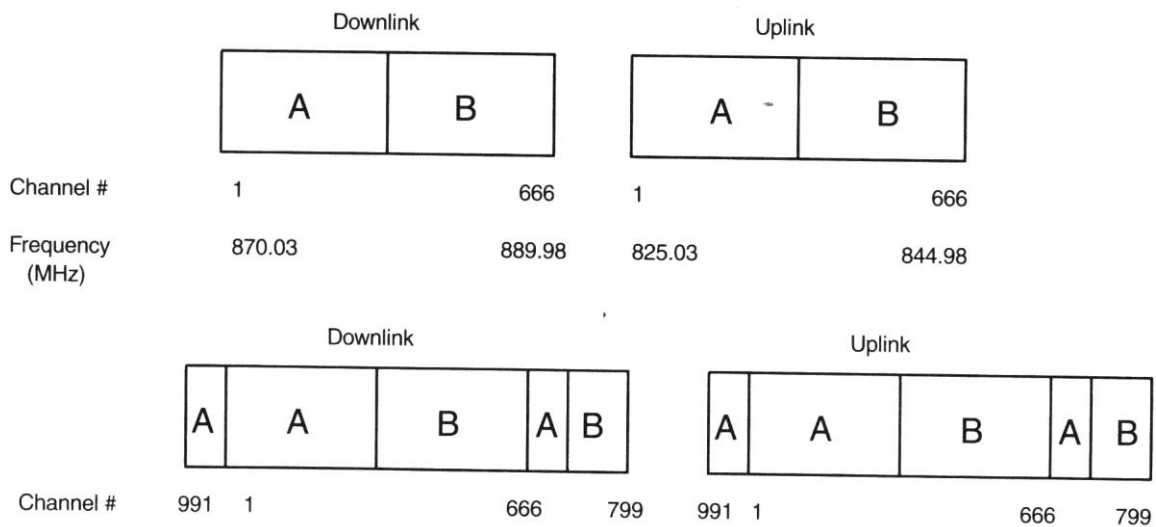 Downlink Uplink
A B A B
Channel # 1 666 1 666
Frequency (MHz) 870.03 889.98 825.03 844.98
Downlink Uplink
A A B A B A A B A B
Channel # 991 1 666 799 991 1 666 799